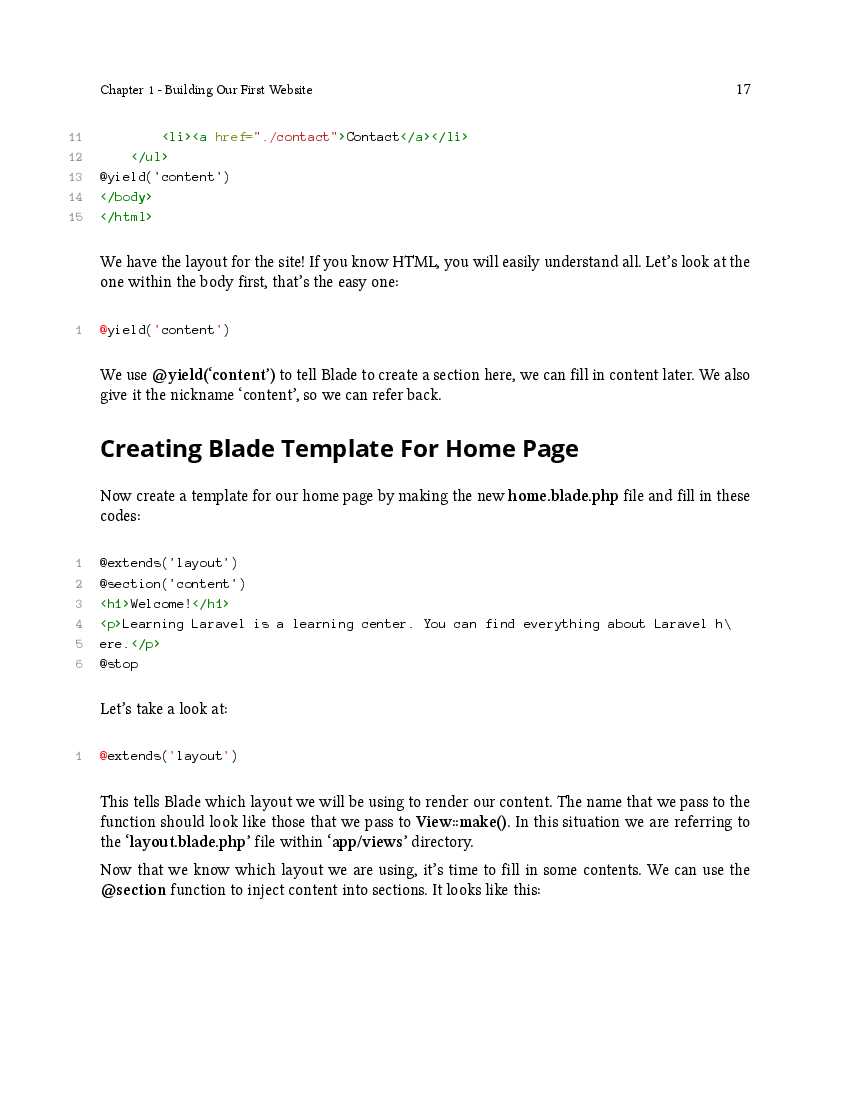 Chapter 1 - Building Our First Website 17
11 <li><a href="./contact">Contact</a></li>
12 </ul>
13 @yield('content')
14 </body>
15 </html>
We have the layout for the site! If you know HTML, you will easily understand all. Let’s look at the
one within the body first, that’s the easy one:
1 @yield('content')
We use @yield(‘content’) to tell Blade to create a section here, we can fill in content later. We also
give it the nickname ‘content’, so we can refer back.
Creating Blade Template For Home Page
Now create a template for our home page by making the new home.blade.php file and fill in these
codes:
1 @extends('layout')
2 @section('content')
3 <h1>Welcome!</h1>
4 <p>Learning Laravel is a learning center. You can find everything about Laravel h\
5 ere.</p>
6 @stop
Let’s take a look at:
1 @extends('layout')
This tells Blade which layout we will be using to render our content. The name that we pass to the
function should look like those that we pass to View::make(). In this situation we are referring to
the ‘layout.blade.php’ file within ‘app/views’ directory.
Now that we know which layout we are using, it’s time to fill in some contents. We can use the
@section function to inject content into sections. It looks like this: